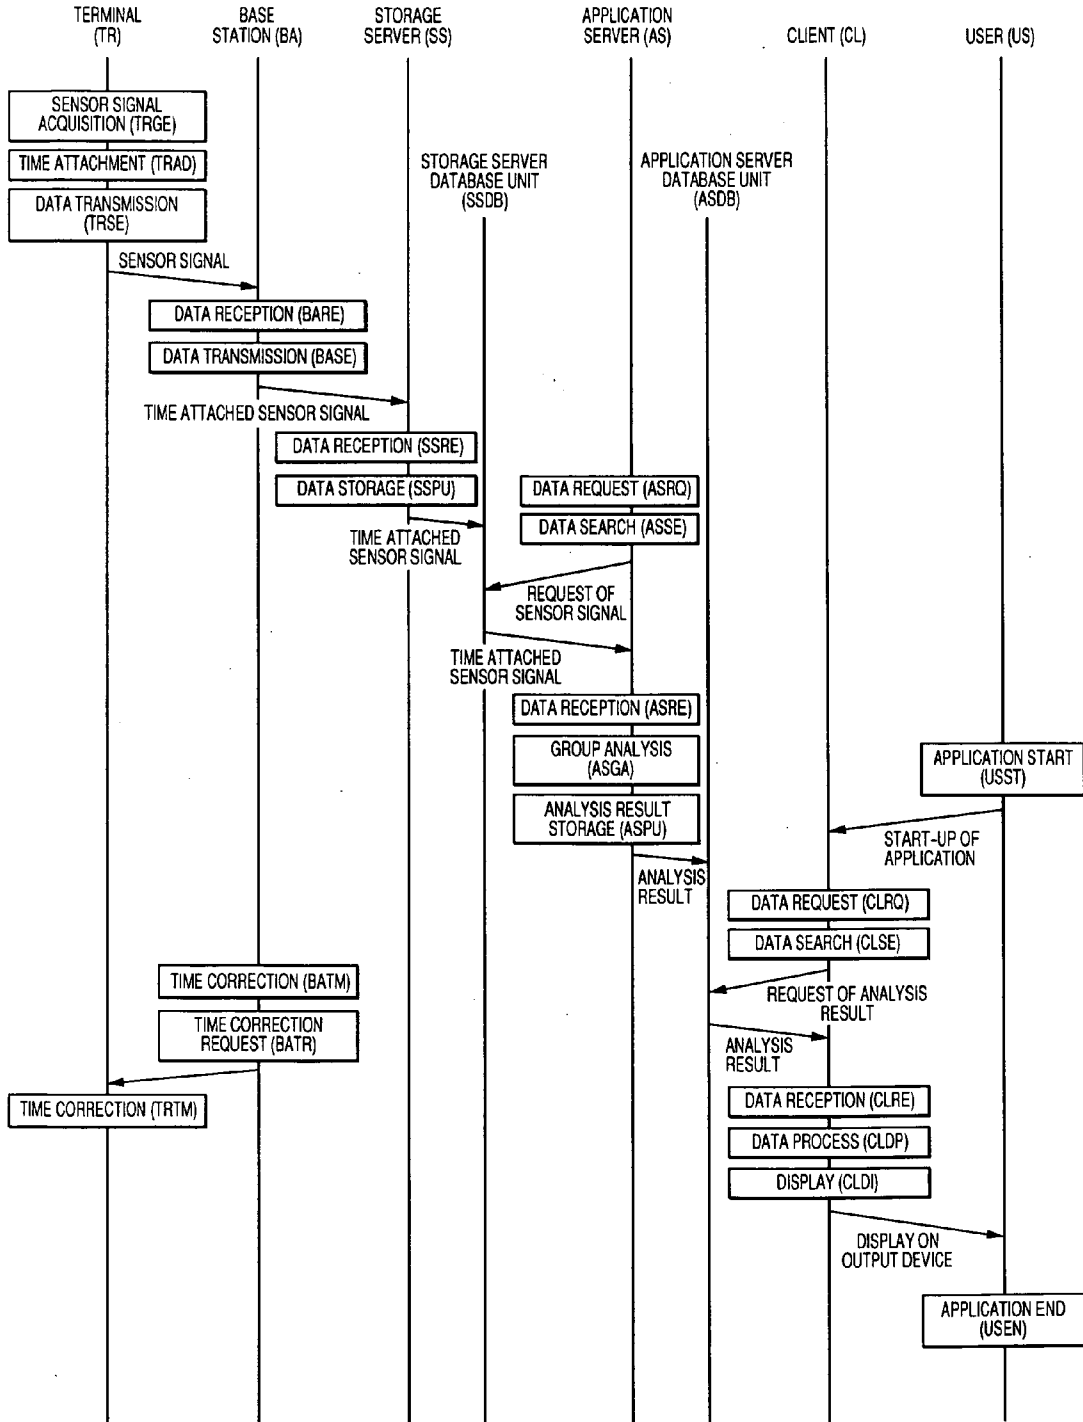 TERMINAL
(TR)
BASE
STATION (BA)
STORAGE
SERVER (SS)
APPLICATION
SERVER (AS)
CLIENT (CL)
USER (US)
SENSOR SIGNAL
ACQUISITION (TRGE)
TIME ATTACHMENT (TRAD)
DATA TRANSMISSION
(TRSE)
STORAGE SERVER
DATABASE UNIT
(SSDB)
APPLICATION SERVER
DATABASE UNIT
(ASDB)
SENSOR SIGNAL
DATA RECEPTION (BARE)
DATA TRANSMISSION (BASE)
TIME ATTACHED SENSOR SIGNAL
DATA RECEPTION (SSRE)
DATA STORAGE (SSPU)
TIME ATTACHED
SENSOR SIGNAL
DATA REQUEST (ASRQ)
DATA SEARCH (ASSE)
REQUEST OF
SENSOR SIGNAL
TIME ATTACHED
SENSOR SIGNAL
DATA RECEPTION (ASRE)
GROUP ANALYSIS
(ASGA)
ANALYSIS RESULT
STORAGE (ASPU)
ANALYSIS
RESULT
APPLICATION START
(USST)
START-UP OF
APPLICATION
DATA REQUEST (CLRQ)
DATA SEARCH (CLSE)
REQUEST OF ANALYSIS
RESULT
ANALYSIS
RESULT
TIME CORRECTION (BATM)
TIME CORRECTION
REQUEST (BATR)
TIME CORRECTION (TRTM)
DATA RECEPTION (CLRE)
DATA PROCESS (CLDP)
DISPLAY (CLDI)
DISPLAY ON
OUTPUT DEVICE
APPLICATION END
(USEN)